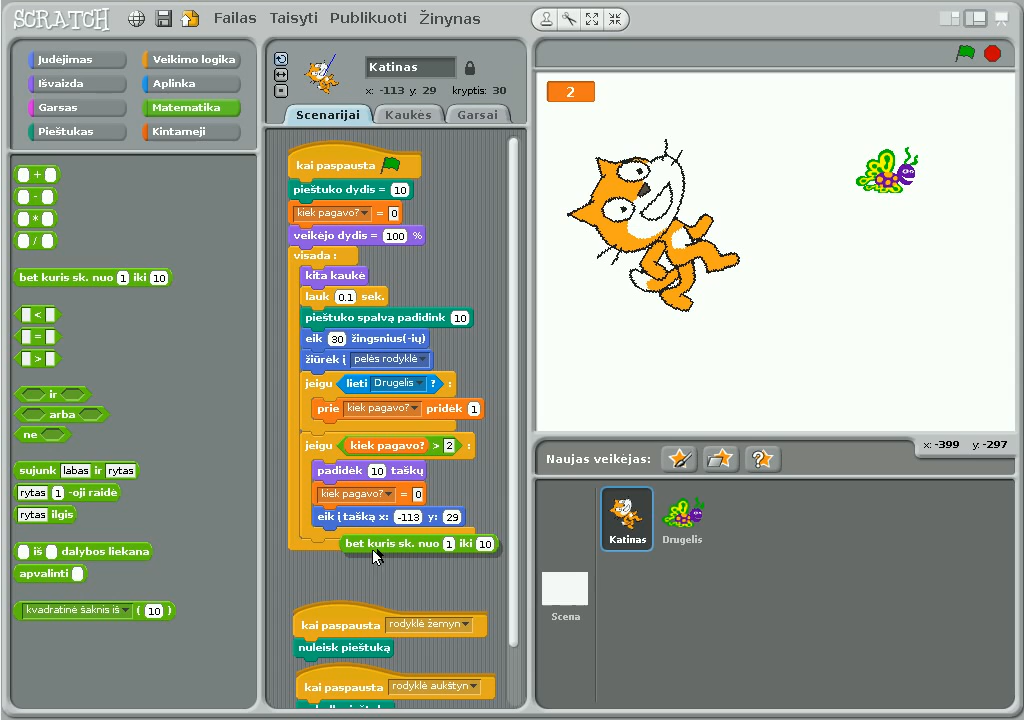 SCRATCH Failas Taisyti Publikuoti Žinynas
Judėjimas Veikimo logika
Išvaizda Aplinka
Garsas Matematika
Pieštukas Kintameji
+
-
*
/
bet kuris sk. nuo 1 iki 10
<
=
>
ir
arba
ne
sujunk labas ir rytas
rytas 1 -oji raidė
rytas ilgis
iš dalybos liekana
apvalinti
kvadratinė šaknis iš ( 10 )
Katinas
x: -113 y: 29 kryptis: 30
Scenarijai Kaukės Garsai
kai paspausta
pieštuko dydis = 10
kiek pagavo? = 0
veikėjo dydis = 100 %
visada :
kita kaukė
lauk 0.1 sek.
pieštuko spalvą padidink 10
eik 30 žingsnius(-ių)
žiūrėk į pelės rodyklė
jeigu lieti Drugelis ? :
prie kiek pagavo? pridėk 1
jeigu kiek pagavo? > 2 :
padidėk 10 taškų
kiek pagavo? = 0
eik į tašką x: -113 y: 29
bet kuris sk. nuo 1 iki 10
kai paspausta rodyklė žemyn
nuleisk pieštuką
kai paspausta rodyklė aukštyn
2
x: -399 y: -297
Naujas veikėjas:
Katinas Drugelis
Scena